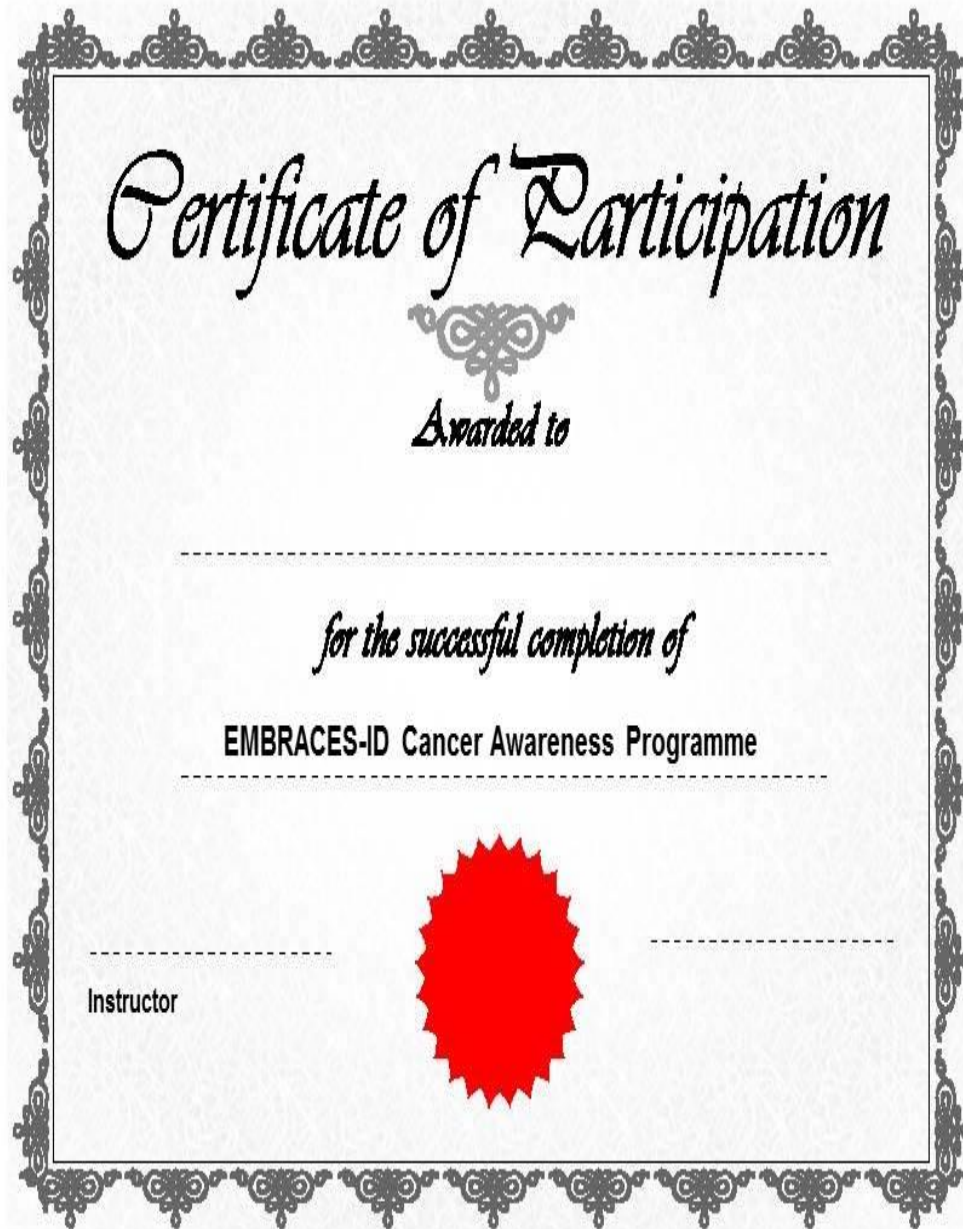 Certificate of Participation
Awarded to
for the successful completion of
EMBRACES-ID Cancer Awareness Programme
Instructor